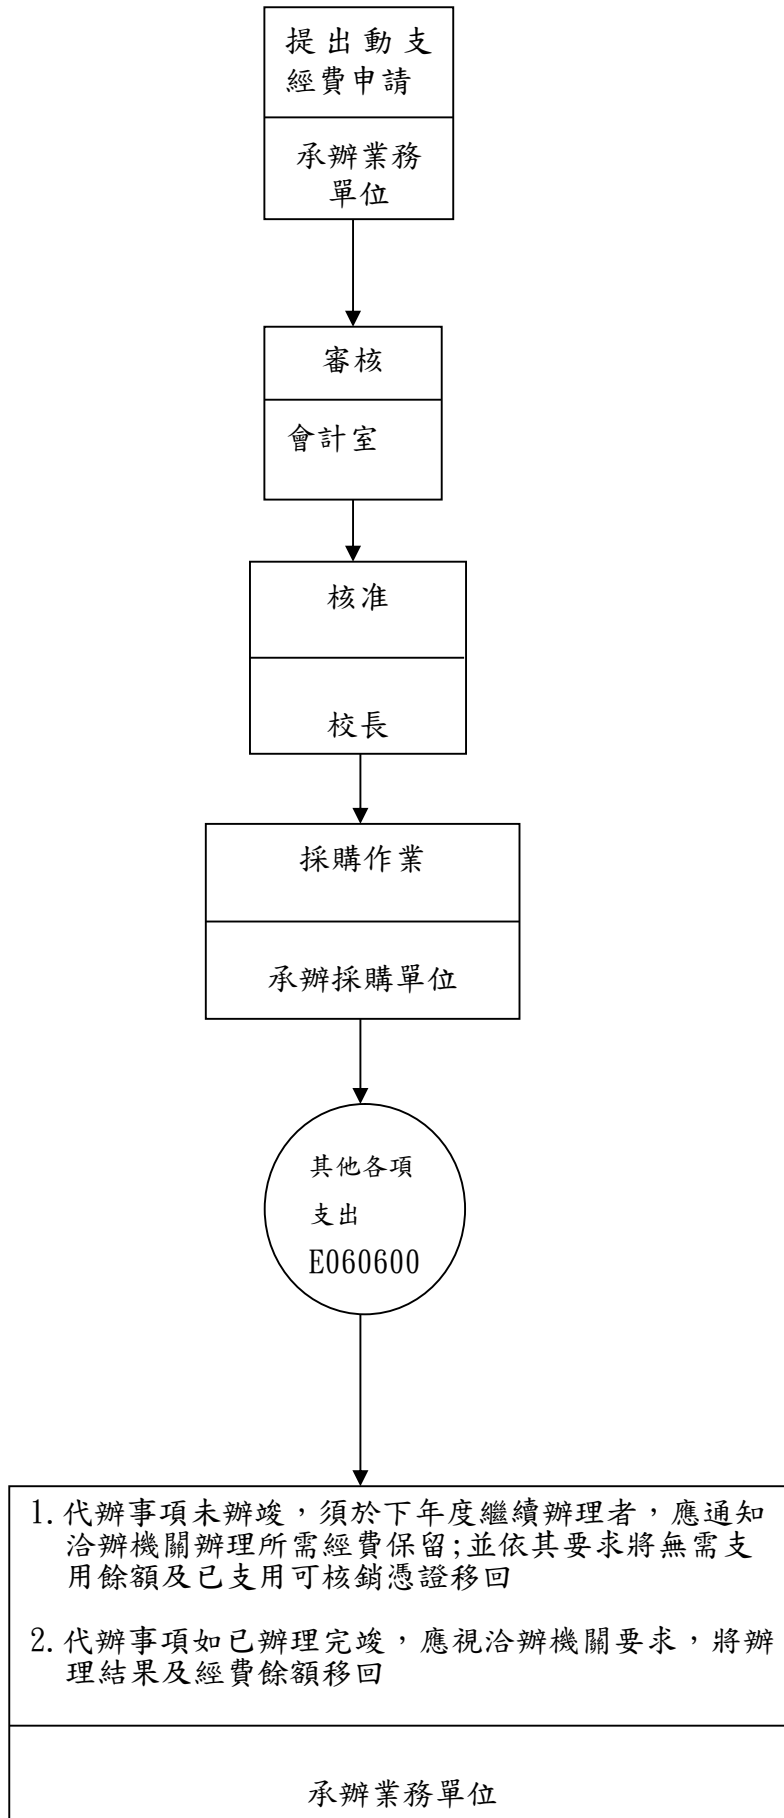 提出動支
經費申請
承辦業務
單位
審核
會計室
核准
校長
採購作業
承辦採購單位
其他各項
支出
E060600
1.代辦事項未辦竣，須於下年度繼續辦理者，應通知
洽辦機關辦理所需經費保留;並依其要求將無需支
用餘額及已支用可核銷憑證移回
2.代辦事項如已辦理完竣，應視洽辦機關要求，將辦
理結果及經費餘額移回
承辦業務單位